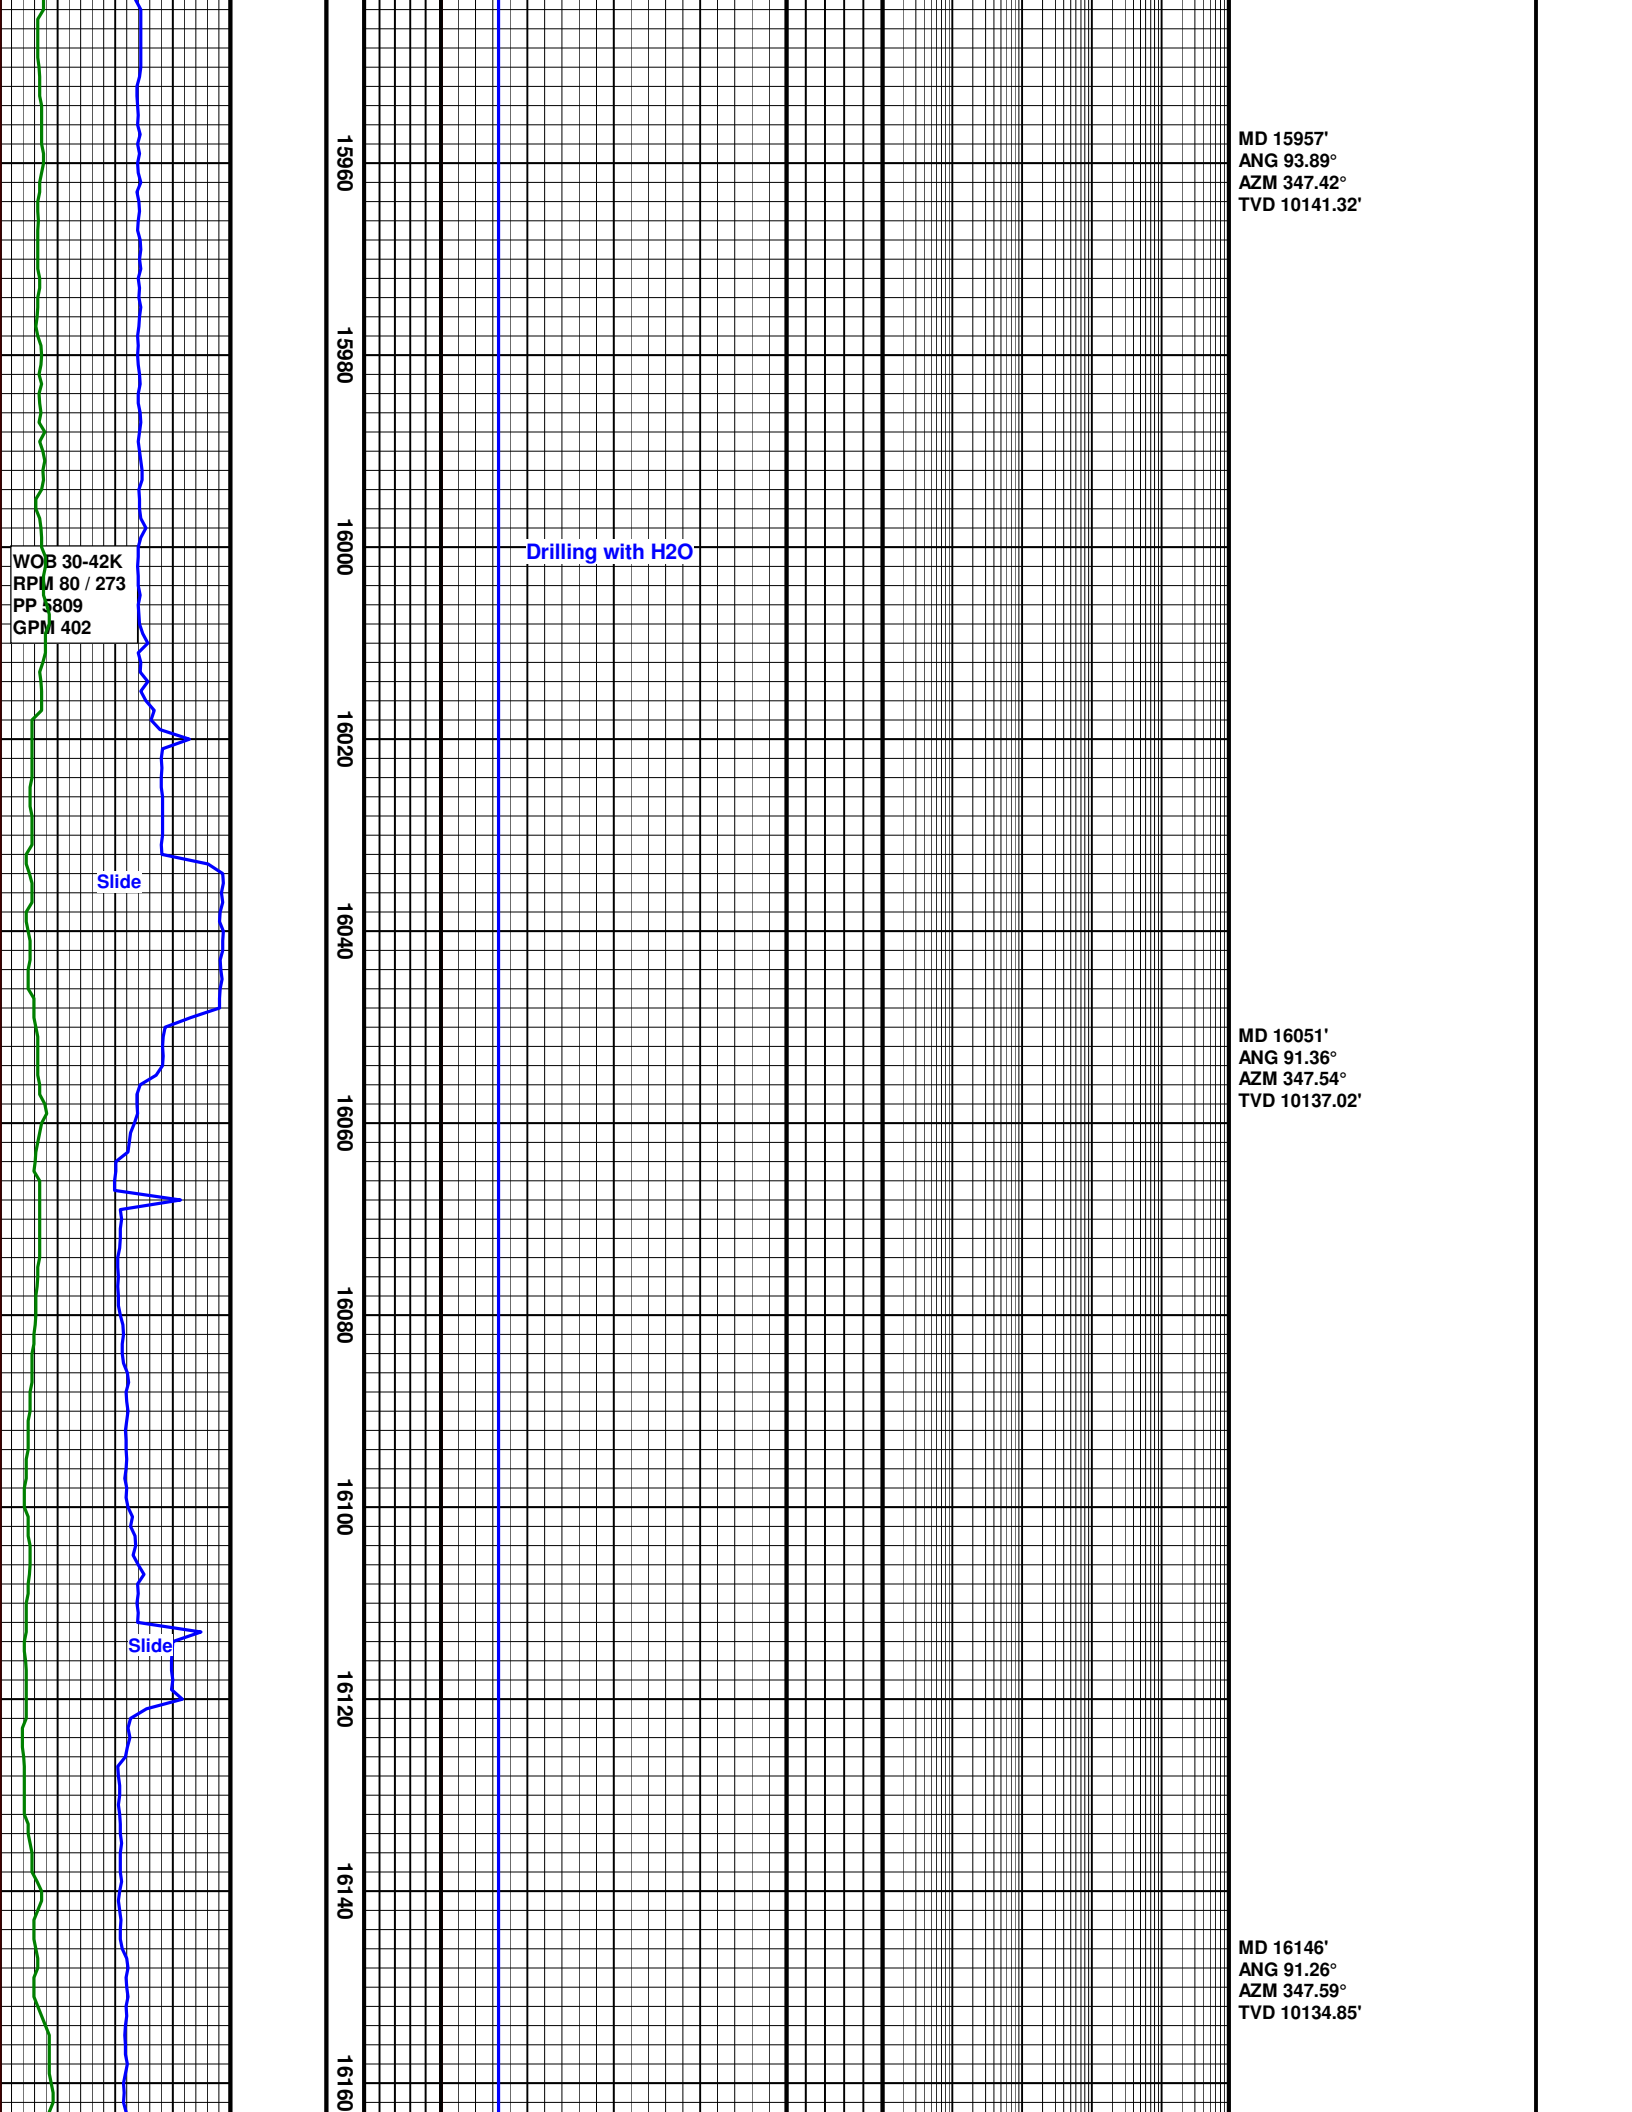 15960
MD 15957'
ANG 93.89°
AZM 347.42°
TVD 10141.32'
15980
16000
Drilling with H2O
WOB 30-42K
RPM 80 / 273
PP 5809
GPM 402
16020
Slide
16040
MD 16051'
ANG 91.36°
AZM 347.54°
TVD 10137.02'
16060
16080
16100
Slide
16120
16140
MD 16146'
ANG 91.26°
AZM 347.59°
TVD 10134.85'
16160